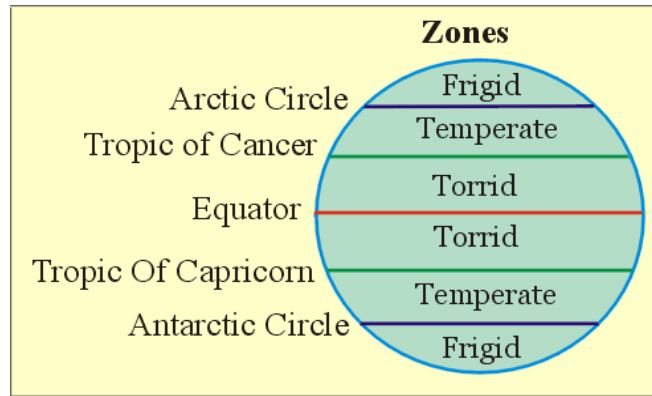 Zones
Frigid
Arctic Circle
Temperate
Tropic of Cancer
Torrid
Equator
Torrid
Tropic Of Capricorn
Temperate
Antarctic Circle
Frigid